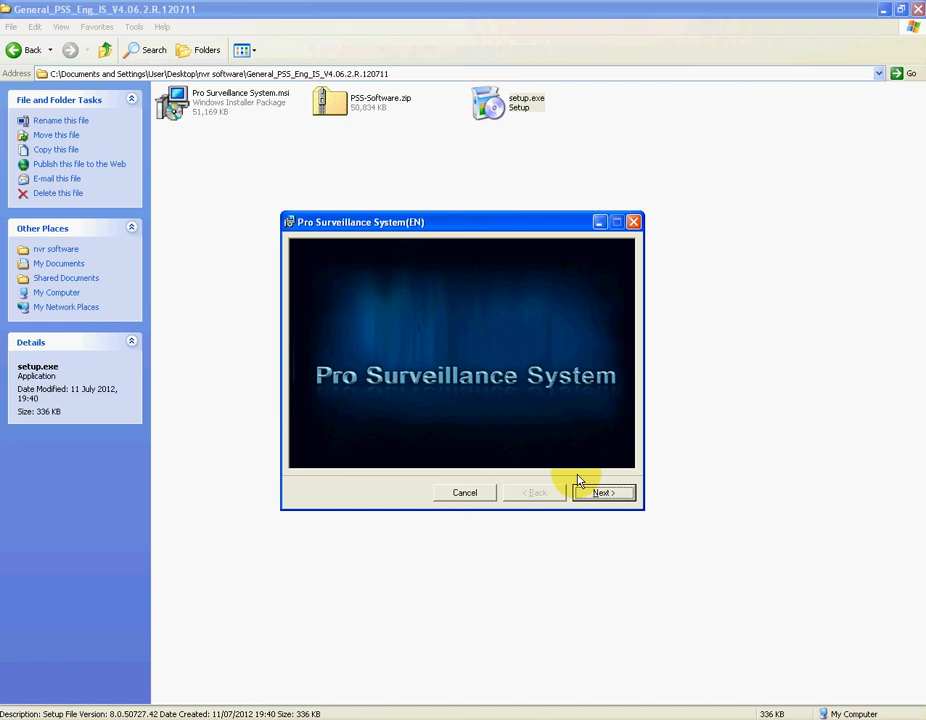 General_PSS_Eng_IS_V4.06.2.R.120711
File Edit View Favorites Tools Help
Back Search Folders
Address C:\Documents and Settings\User\Desktop\nvr software\General_PSS_Eng_IS_V4.06.2.R.120711 Go
File and Folder Tasks
Rename this file
Move this file
Copy this file
Publish this file to the Web
E-mail this file
Delete this file
Other Places
nvr software
My Documents
Shared Documents
My Computer
My Network Places
Details
setup.exe
Application
Date Modified: 11 July 2012,
19:40
Size: 336 KB
Pro Surveillance System.msi
Windows Installer Package
51,169 KB
PSS-Software.zip
50,834 KB
setup.exe
Setup
Pro Surveillance System(EN)
Pro Surveillance System
Cancel < Back Next >
Description: Setup File Version: 8.0.50727.42 Date Created: 11/07/2012 19:40 Size: 336 KB 336 KB My Computer